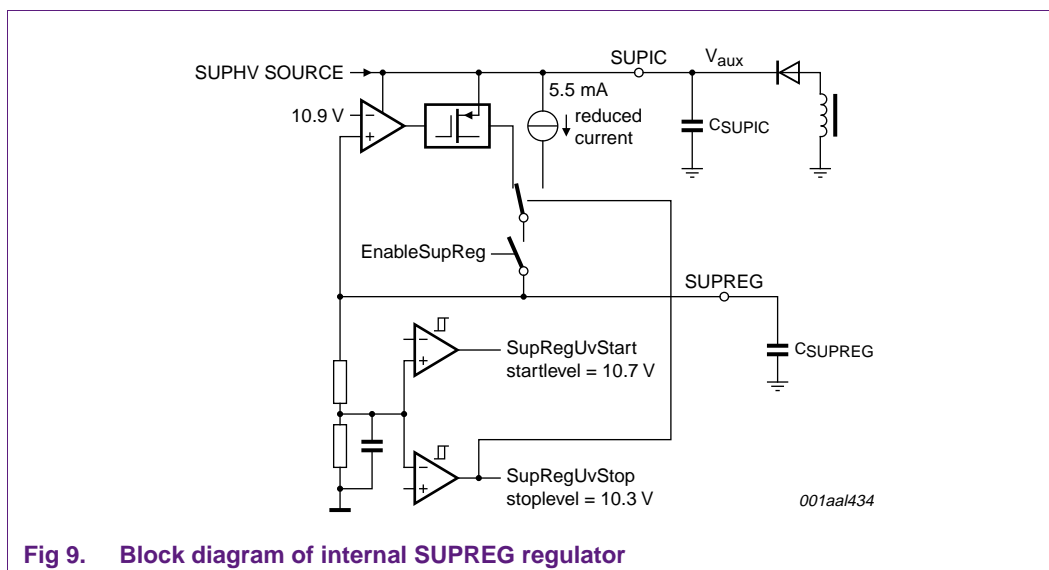 SUPIC
Vaux
SUPHV SOURCE
5.5 mA
reduced
current
10.9 V
−
+
CSUPIC
EnableSupReg
SUPREG
−
+
SupRegUvStart
startlevel = 10.7 V
CSUPREG
−
+
SupRegUvStop
stoplevel = 10.3 V
001aal434
Fig 9. Block diagram of internal SUPREG regulator